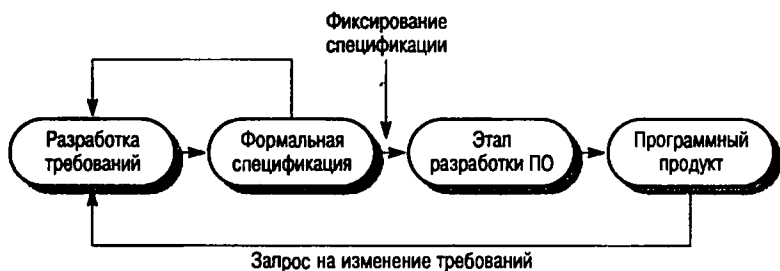 Фиксирование
спецификации
Разработка
требований
Формальная
спецификация
Этап
разработки ПО
Программный
продукт
Запрос на изменение требований